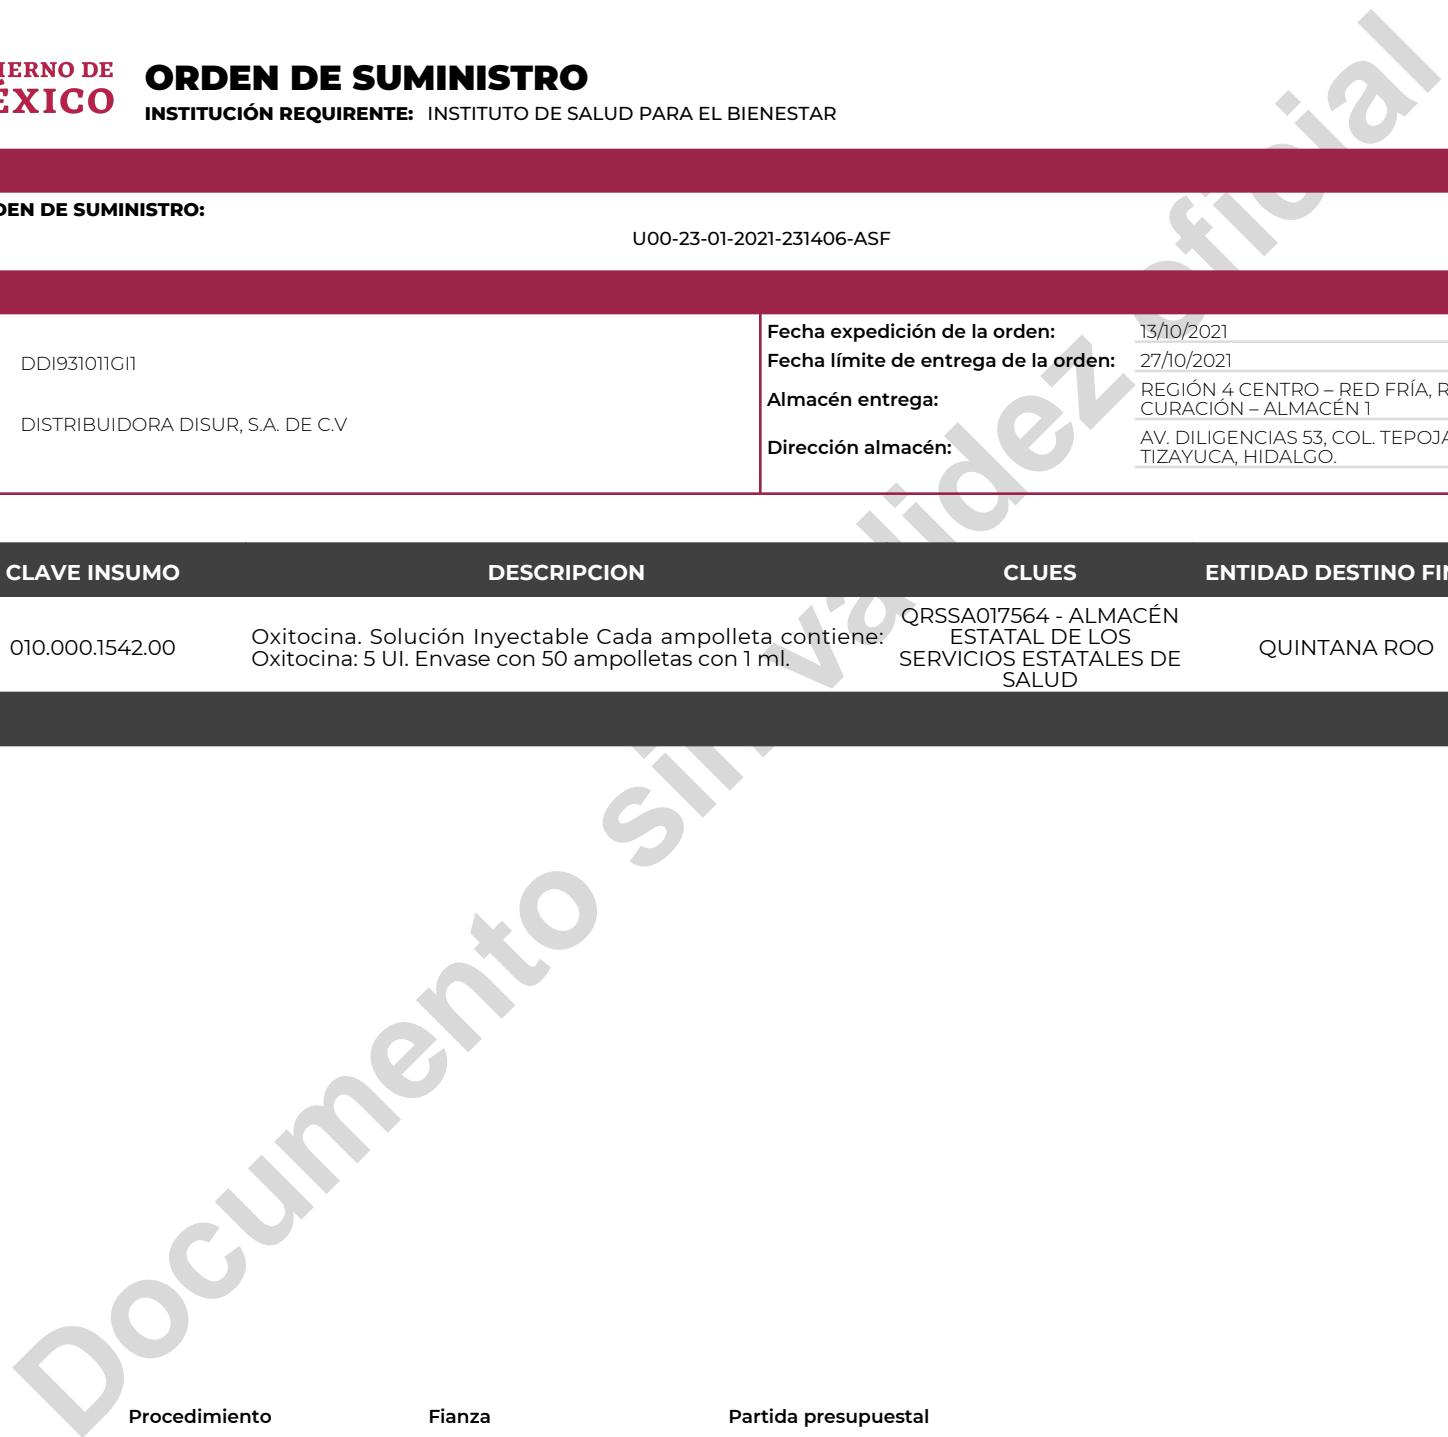 IERNO DE
ÉXICO
ORDEN DE SUMINISTRO
INSTITUCIÓN REQUIRENTE: INSTITUTO DE SALUD PARA EL BIENESTAR
DEN DE SUMINISTRO:
U00-23-01-2021-231406-ASF
DDI931011GI1
DISTRIBUIDORA DISUR, S.A. DE C.V
Fecha expedición de la orden: 13/10/2021
Fecha límite de entrega de la orden: 27/10/2021
Almacén entrega: REGIÓN 4 CENTRO – RED FRÍA, R
CURACIÓN – ALMACÉN 1
Dirección almacén: AV. DILIGENCIAS 53, COL. TEPOJA
TIZAYUCA, HIDALGO.
CLAVE INSUMO DESCRIPCION CLUES ENTIDAD DESTINO FIN
010.000.1542.00
Oxitocina. Solución Inyectable Cada ampolleta contiene:
Oxitocina: 5 UI. Envase con 50 ampolletas con 1 ml.
QRSSA017564 - ALMACÉN
ESTATAL DE LOS
SERVICIOS ESTATALES DE
SALUD
QUINTANA ROO
Documento sin validez oficial
Procedimiento Fianza Partida presupuestal